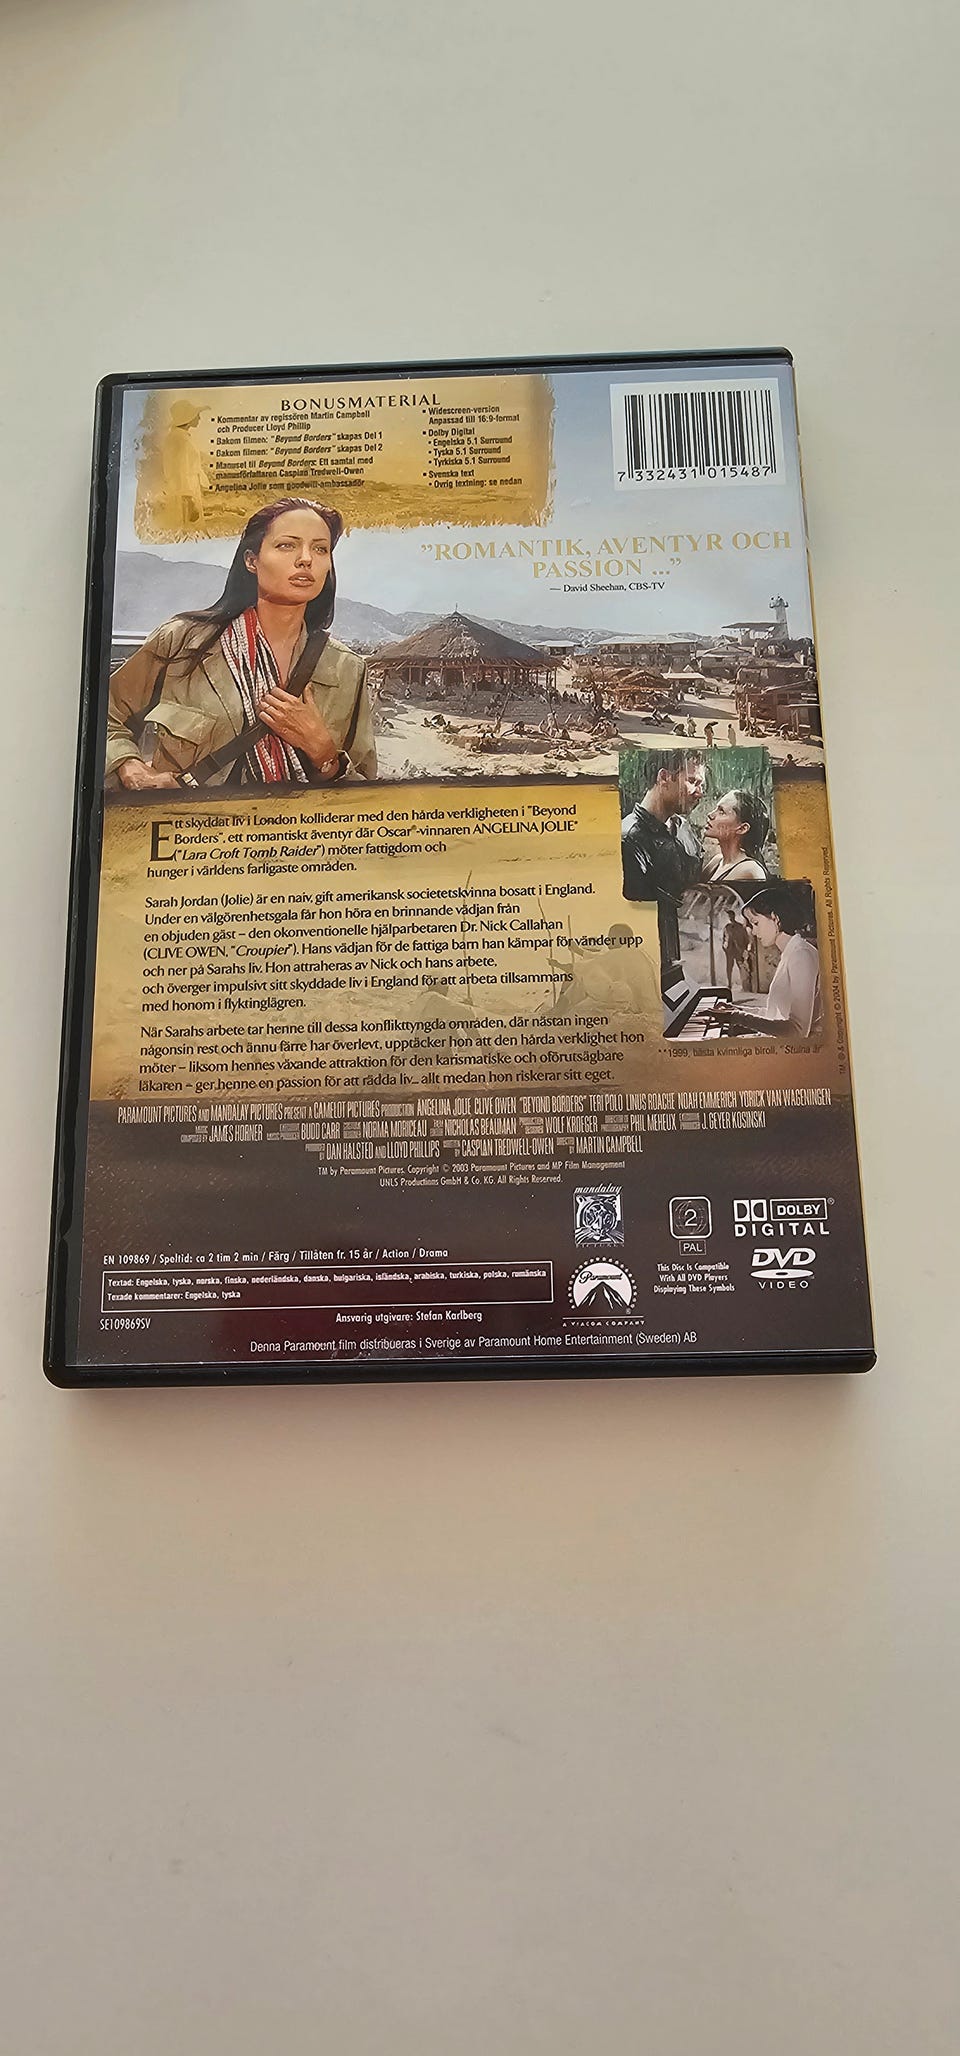 BONUSMATERIAL
▪ Kommentar av regissören Martin Campbell
och Producer Lloyd Phillip
▪ Bakom filmen: "Beyond Borders" skapas Del 1
▪ Bakom filmen: "Beyond Borders" skapas Del 2
▪ Manuset til Beyond Borders: Ett samtal med
manusförfattaren Caspian Tredwell-Owen
▪ Angelina Jolie som goodwill-ambassadör
▪ Widescreen-version
Anpassad till 16:9-format
▪ Dolby Digital
▪ Engelska 5.1 Surround
▪ Tyska 5.1 Surround
▪ Tyrkiska 5.1 Surround
▪ Svenska text
▪ Övrig textning: se nedan
7 332431 015487
"ROMANTIK, AVENTYR OCH
PASSION ..."
— David Sheehan, CBS-TV
Ett skyddat liv i London kolliderar med den hårda verkligheten i "Beyond
Borders", ett romantiskt äventyr där Oscar®-vinnaren ANGELINA JOLIE*
("Lara Croft Tomb Raider") möter fattigdom och
hunger i världens farligaste områden.
Sarah Jordan (Jolie) är en naiv, gift amerikansk societetskvinna bosatt i England.
Under en välgörenhetsgala får hon höra en brinnande vädjan från
en objuden gäst – den okonventionelle hjälparbetaren Dr. Nick Callahan
(CLIVE OWEN, "Croupier"). Hans vädjan för de fattiga barn han kämpar för vänder upp
och ner på Sarahs liv. Hon attraheras av Nick och hans arbete,
och överger impulsivt sitt skyddade liv i England för att arbeta tillsammans
med honom i flyktinglägren.
När Sarahs arbete tar henne till dessa konflikttyngda områden, där nästan ingen
någonsin rest och ännu färre har överlevt, upptäcker hon att den hårda verklighet hon
möter – liksom hennes växande attraktion för den karismatiske och oförutsägbare
läkaren – ger henne en passion för att rädda liv... allt medan hon riskerar sitt eget.
**1999, bästa kvinnliga biroll, "Stulna år"
TM, ® & Copyright © 2004 by Paramount Pictures. All Rights Reserved.
PARAMOUNT PICTURES AND MANDALAY PICTURES PRESENT A CAMELOT PICTURES PRODUCTION ANGELINA JOLIE CLIVE OWEN "BEYOND BORDERS" TERI POLO LINUS ROACHE NOAH EMMERICH YORICK VAN WAGENINGEN
MUSIC COMPOSED BY JAMES HORNER BUDD CARR NORMA MORICEAU NICHOLAS BEAUMAN WOLF KROEGER PHIL MEHEUX J. GEYER KOSINSKI
PRODUCED BY DAN HALSTED AND LLOYD PHILLIPS WRITTEN BY CASPIAN TREDWELL-OWEN DIRECTED BY MARTIN CAMPBELL
TM by Paramount Pictures. Copyright © 2003 Paramount Pictures and MP Film Management
UNLS Productions GmbH & Co. KG. All Rights Reserved.
mandalay
PICTURES
2
PAL
DOLBY®
DIGITAL
EN 109869 / Speltid: ca 2 tim 2 min / Färg / Tillåten fr. 15 år / Action / Drama
Textad: Engelska, tyska, norska, finska, nederländska, danska, bulgariska, isländska, arabiska, turkiska, polska, rumänska
Texade kommentarer: Engelska, tyska
Paramount
A VIACOM COMPANY
This Disc Is Compatible
With All DVD Players
Displaying These Symbols
DVD
VIDEO
SE109869SV
Ansvarig utgivare: Stefan Karlberg
Denna Paramount film distribueras i Sverige av Paramount Home Entertainment (Sweden) AB